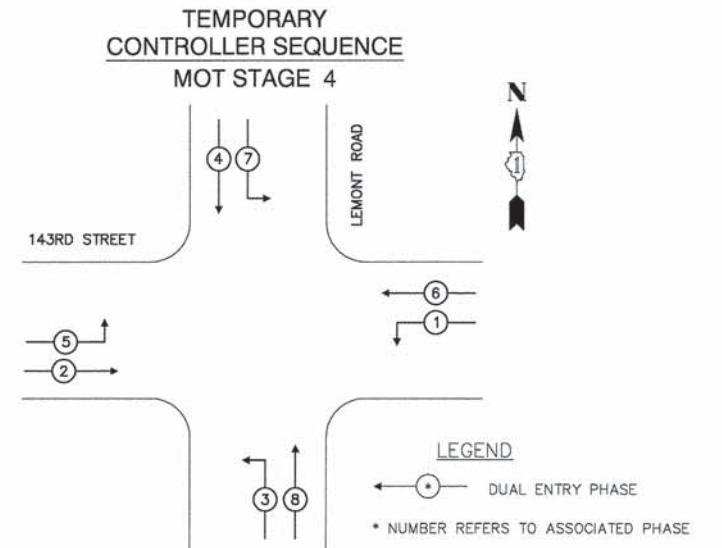 TEMPORARY
CONTROLLER SEQUENCE
MOT STAGE 4
N
1
4 7
LEMONT ROAD
143RD STREET
6
1
5
2
3 8
LEGEND
* DUAL ENTRY PHASE
* NUMBER REFERS TO ASSOCIATED PHASE